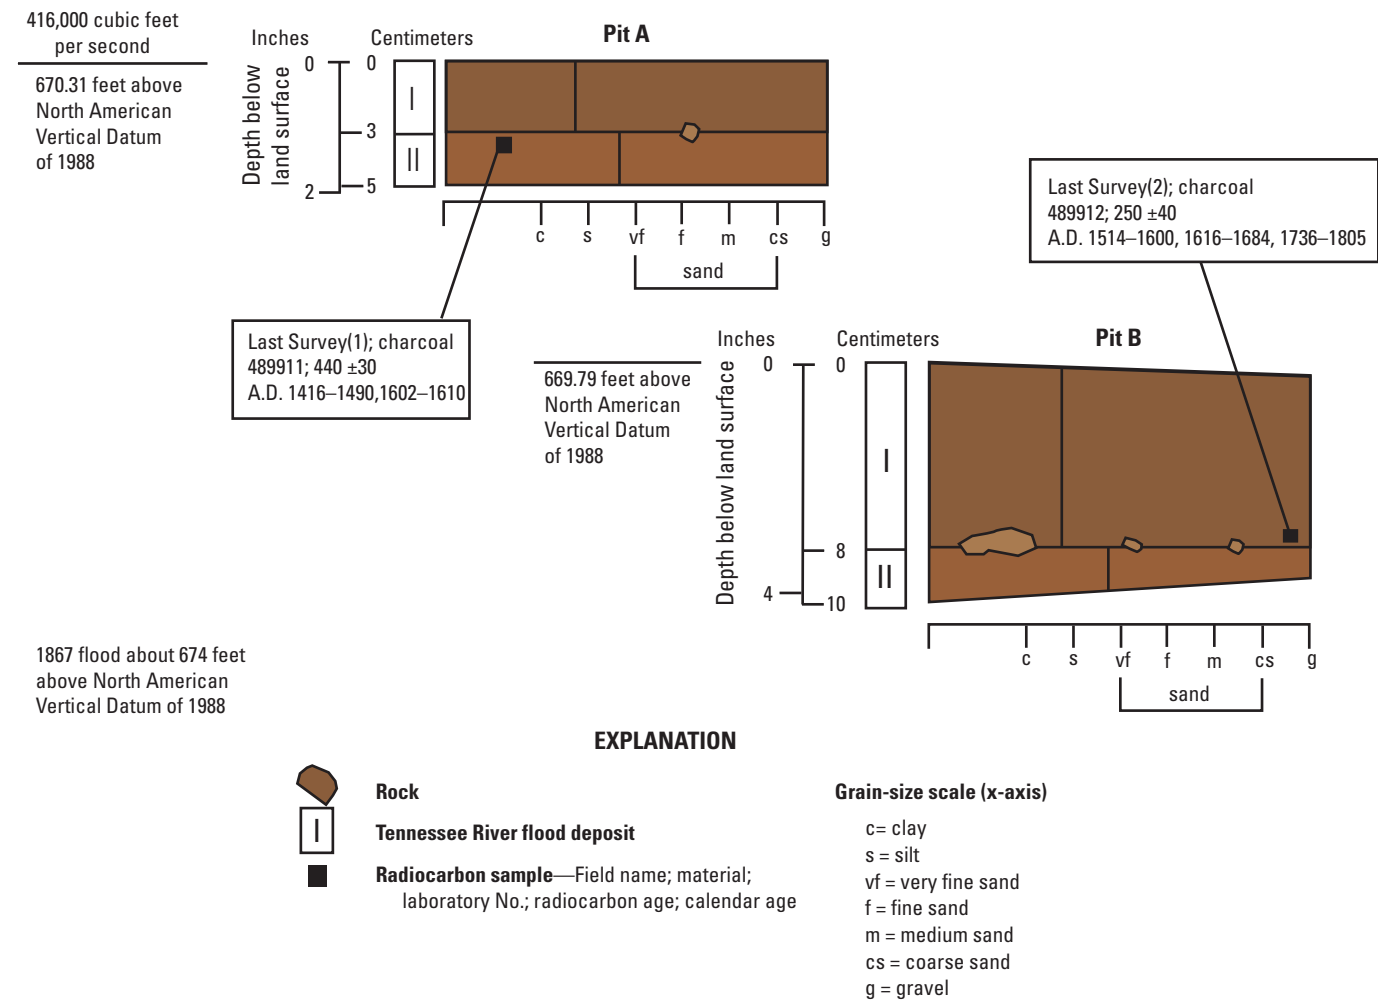 416,000 cubic feet
per second
670.31 feet above
North American
Vertical Datum
of 1988
Inches
Centimeters
Pit A
Depth below
land surface
0
2
0
3
5
I
II
c s vf f m cs g
sand
Last Survey(1); charcoal
489911; 440 ±30
A.D. 1416–1490,1602–1610
Last Survey(2); charcoal
489912; 250 ±40
A.D. 1514–1600, 1616–1684, 1736–1805
669.79 feet above
North American
Vertical Datum
of 1988
Inches
Centimeters
Pit B
Depth below land surface
0
4
0
8
10
I
II
c s vf f m cs g
sand
1867 flood about 674 feet
above North American
Vertical Datum of 1988
EXPLANATION
Rock
I
Tennessee River flood deposit
Radiocarbon sample—Field name; material;
laboratory No.; radiocarbon age; calendar age
Grain-size scale (x-axis)
c= clay
s = silt
vf = very fine sand
f = fine sand
m = medium sand
cs = coarse sand
g = gravel